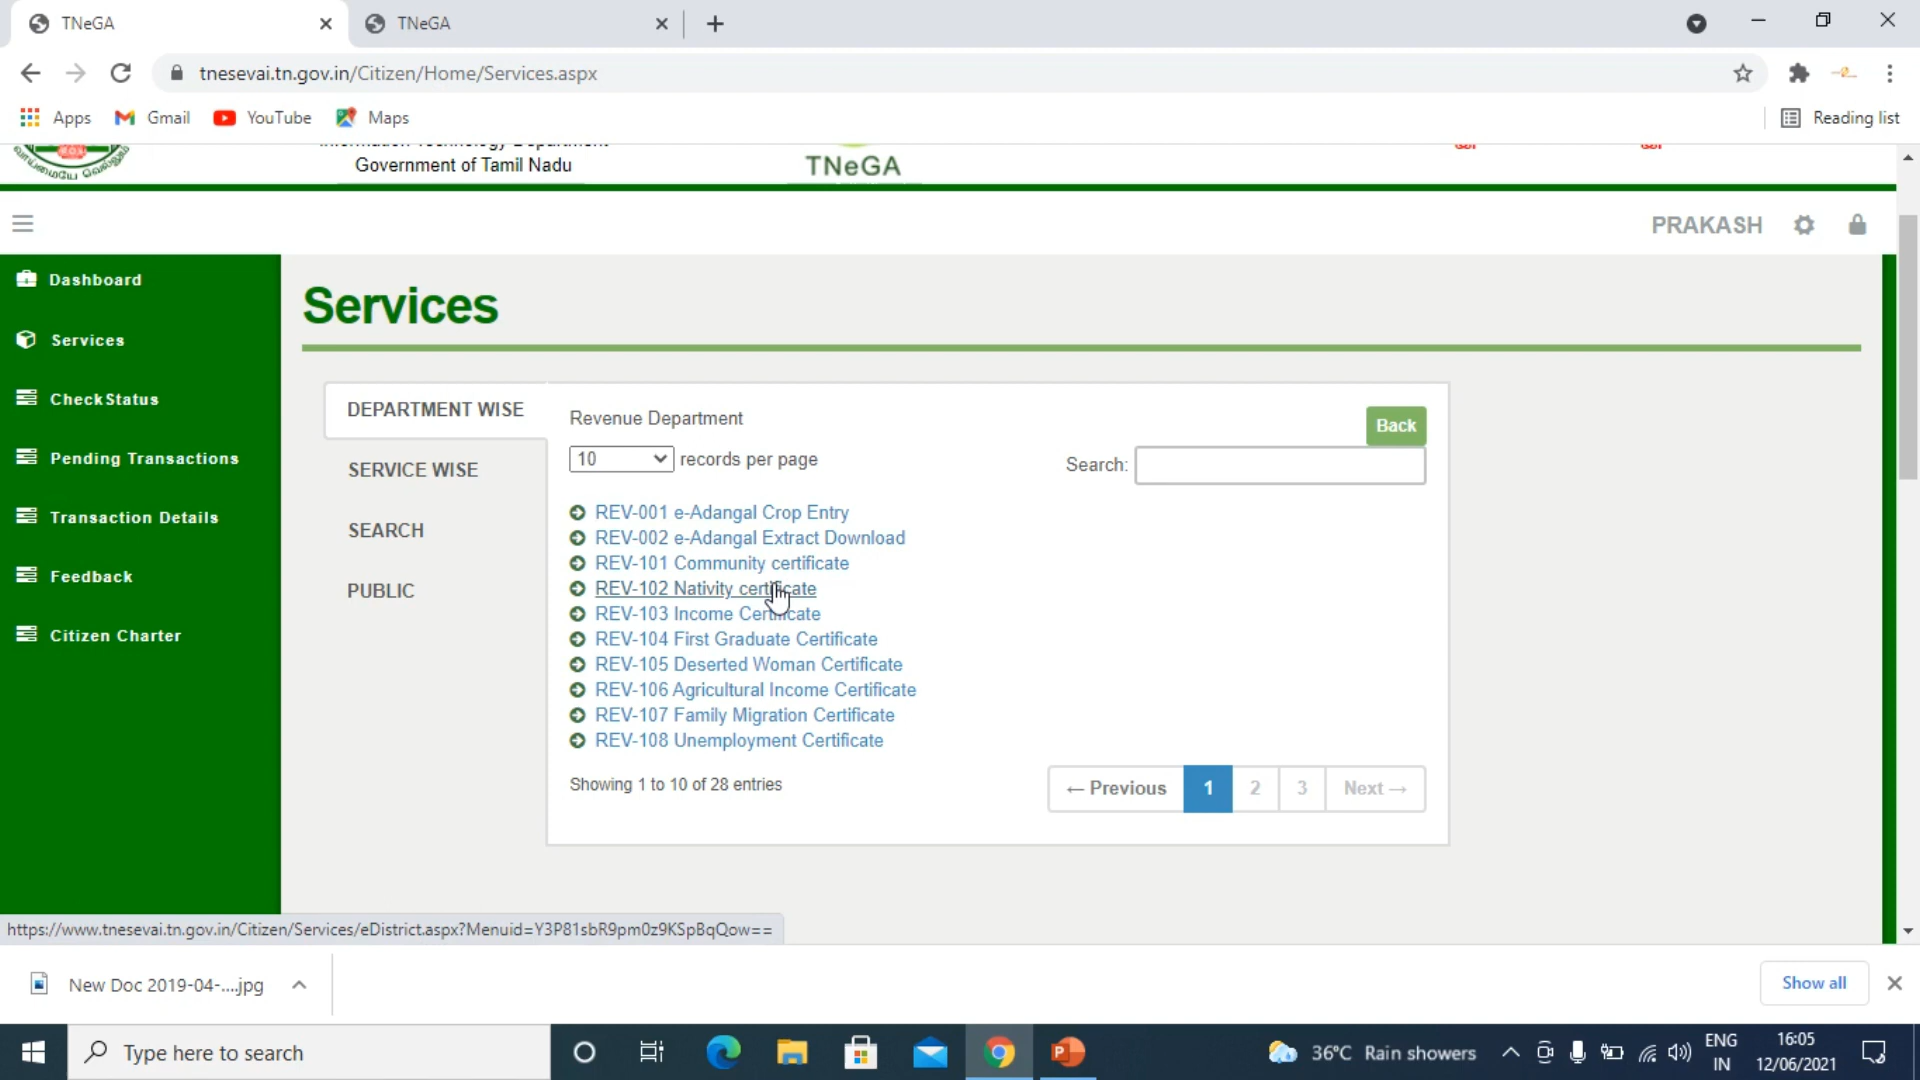 TNeGA
TNeGA
tnesevai.tn.gov.in/Citizen/Home/Services.aspx
Apps
Gmail
YouTube
Maps
Reading list
Government of Tamil Nadu
TNeGA
PRAKASH
Dashboard
Services
CheckStatus
Pending Transactions
Transaction Details
Feedback
Citizen Charter
Services
DEPARTMENT WISE
SERVICE WISE
SEARCH
PUBLIC
Revenue Department
Back
10 records per page
Search:
REV-001 e-Adangal Crop Entry
REV-002 e-Adangal Extract Download
REV-101 Community certificate
REV-102 Nativity certificate
REV-103 Income Certificate
REV-104 First Graduate Certificate
REV-105 Deserted Woman Certificate
REV-106 Agricultural Income Certificate
REV-107 Family Migration Certificate
REV-108 Unemployment Certificate
Showing 1 to 10 of 28 entries
← Previous 1 2 3 Next →
https://www.tnesevai.tn.gov.in/Citizen/Services/eDistrict.aspx?Menuid=Y3P81sbR9pm0z9KSpBqQow==
New Doc 2019-04-....jpg
Show all
Type here to search
36°C Rain showers
ENG
IN
16:05
12/06/2021